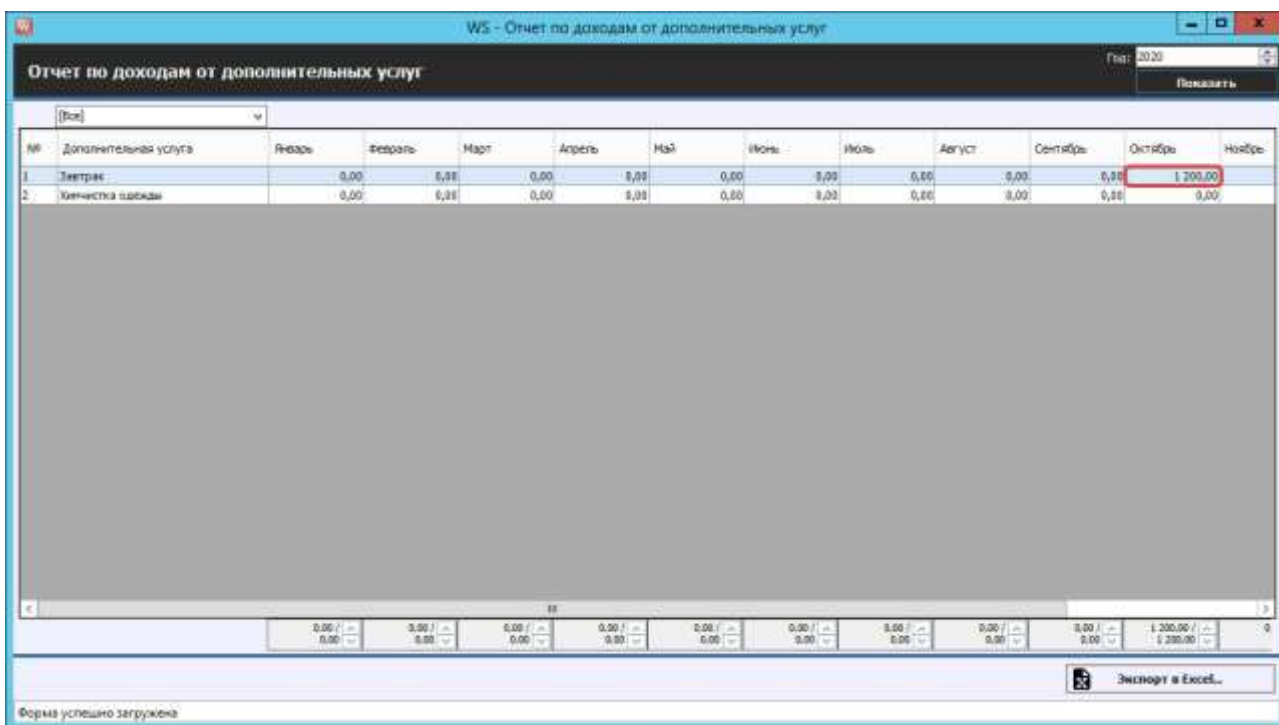 WS - Отчет по доходам от дополнительных услуг
Отчет по доходам от дополнительных услуг
Год: 2020
Показать
(Все)
№ Дополнительная услуга Январь Февраль Март Апрель Май Июнь Июль Август Сентябрь Октябрь Ноябрь
1 Завтрак 0,00 0,00 0,00 0,00 0,00 0,00 0,00 0,00 0,00 1 200,00
2 Химчистка одежды 0,00 0,00 0,00 0,00 0,00 0,00 0,00 0,00 0,00 0,00
0.00 / 0.00 / 0.00 / 0.00 / 0.00 / 0.00 / 0.00 / 0.00 / 0.00 / 1 200.00 / 0
0.00 0.00 0.00 0.00 0.00 0.00 0.00 0.00 0.00 1 200.00
Экспорт в Excel...
Форма успешно загружена